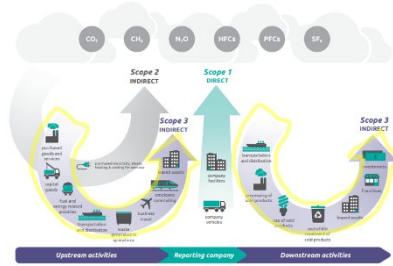 CO₂
CH₄
N₂O
HFCs
PFCs
SF₆
Scope 2
INDIRECT
Scope 1
DIRECT
Scope 3
INDIRECT
Scope 3
INDIRECT
purchased
goods and
services
capital
goods
fuel and
energy related
activities
transportation
and distribution
waste
generated in
operations
business
travel
employee
commuting
leased assets
purchased electricity, steam,
heating & cooling for own use
company
facilities
company
vehicles
transportation
and distribution
processing of
sold products
use of sold
products
end-of-life
treatment of
sold products
leased assets
franchises
investments
Upstream activities
Reporting company
Downstream activities